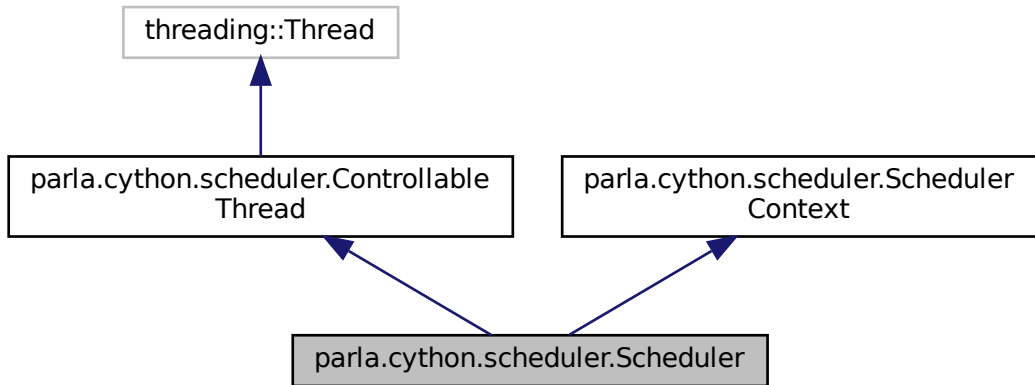 threading::Thread
parla.cython.scheduler.Controllable
Thread
parla.cython.scheduler.Scheduler
Context
parla.cython.scheduler.Scheduler